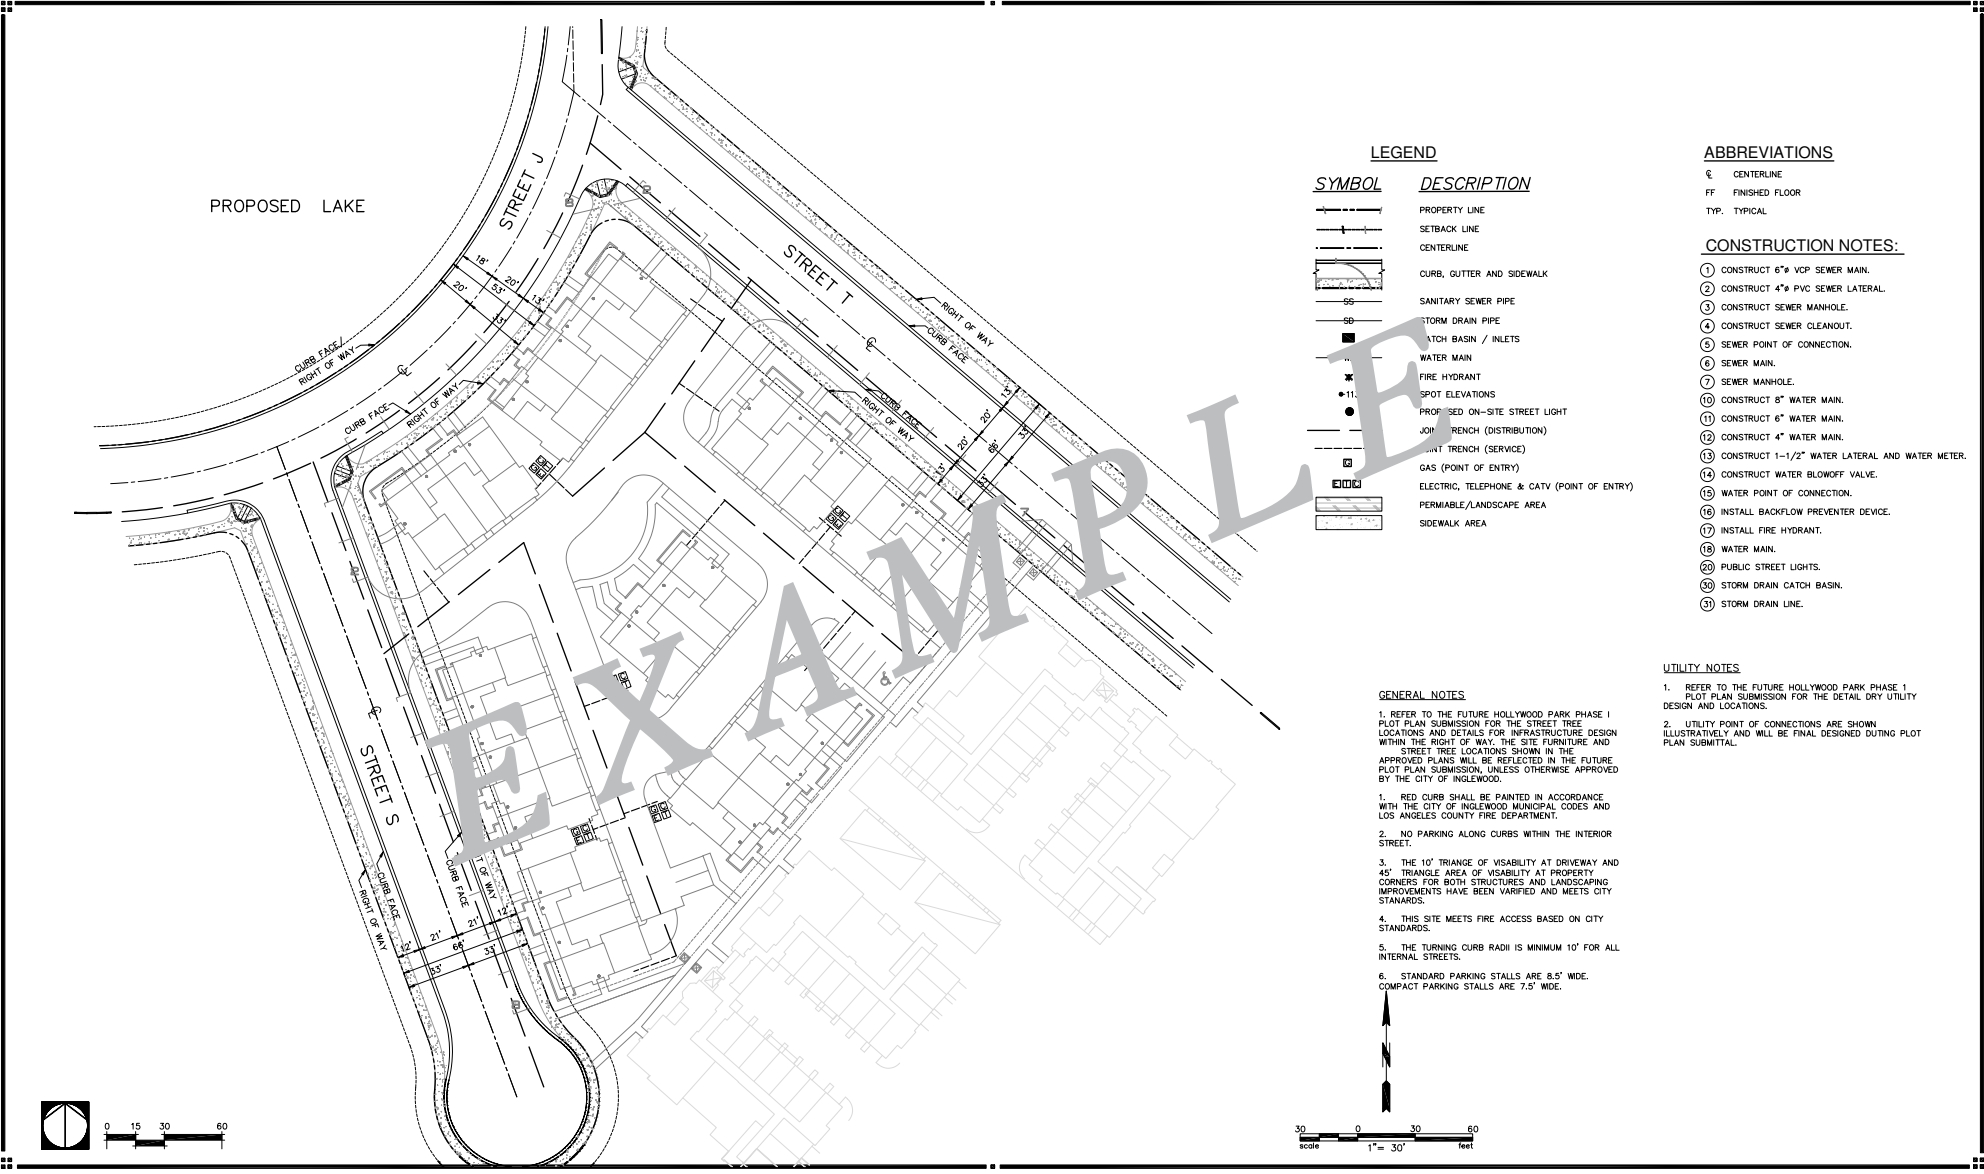 PROPOSED LAKE
STREET J
STREET T
STREET S
18'
20'
20'
53'
13'
33'
CURB FACE/
RIGHT OF WAY
℄
CURB FACE
RIGHT OF WAY
RIGHT OF WAY
CURB FACE
℄
CURB FACE
RIGHT OF WAY
13'
20'
33'
20'
66'
13'
33'
℄
CURB FACE
RIGHT OF WAY
CURB FACE
T OF WAY
12'
21'
21'
12'
66'
33'
33'
EXAMPLE
0 15 30 60
LEGEND
SYMBOL DESCRIPTION
PROPERTY LINE
SETBACK LINE
CENTERLINE
CURB, GUTTER AND SIDEWALK
SS SANITARY SEWER PIPE
SD STORM DRAIN PIPE
CATCH BASIN / INLETS
WATER MAIN
FIRE HYDRANT
11. SPOT ELEVATIONS
PROPOSED ON-SITE STREET LIGHT
JOINT TRENCH (DISTRIBUTION)
JOINT TRENCH (SERVICE)
G GAS (POINT OF ENTRY)
E T C ELECTRIC, TELEPHONE & CATV (POINT OF ENTRY)
PERMIABLE/LANDSCAPE AREA
SIDEWALK AREA
ABBREVIATIONS
℄ CENTERLINE
FF FINISHED FLOOR
TYP. TYPICAL
CONSTRUCTION NOTES:
1 CONSTRUCT 6"ø VCP SEWER MAIN.
2 CONSTRUCT 4"ø PVC SEWER LATERAL.
3 CONSTRUCT SEWER MANHOLE.
4 CONSTRUCT SEWER CLEANOUT.
5 SEWER POINT OF CONNECTION.
6 SEWER MAIN.
7 SEWER MANHOLE.
10 CONSTRUCT 8" WATER MAIN.
11 CONSTRUCT 6" WATER MAIN.
12 CONSTRUCT 4" WATER MAIN.
13 CONSTRUCT 1-1/2" WATER LATERAL AND WATER METER.
14 CONSTRUCT WATER BLOWOFF VALVE.
15 WATER POINT OF CONNECTION.
16 INSTALL BACKFLOW PREVENTER DEVICE.
17 INSTALL FIRE HYDRANT.
18 WATER MAIN.
20 PUBLIC STREET LIGHTS.
30 STORM DRAIN CATCH BASIN.
31 STORM DRAIN LINE.
GENERAL NOTES
1. REFER TO THE FUTURE HOLLYWOOD PARK PHASE I
PLOT PLAN SUBMISSION FOR THE STREET TREE
LOCATIONS AND DETAILS FOR INFRASTRUCTURE DESIGN
WITHIN THE RIGHT OF WAY. THE SITE FURNITURE AND
STREET TREE LOCATIONS SHOWN IN THE
APPROVED PLANS WILL BE REFLECTED IN THE FUTURE
PLOT PLAN SUBMISSION, UNLESS OTHERWISE APPROVED
BY THE CITY OF INGLEWOOD.
1. RED CURB SHALL BE PAINTED IN ACCORDANCE
WITH THE CITY OF INGLEWOOD MUNICIPAL CODES AND
LOS ANGELES COUNTY FIRE DEPARTMENT.
2. NO PARKING ALONG CURBS WITHIN THE INTERIOR
STREET.
3. THE 10' TRIANGE OF VISABILITY AT DRIVEWAY AND
45' TRIANGLE AREA OF VISABILITY AT PROPERTY
CORNERS FOR BOTH STRUCTURES AND LANDSCAPING
IMPROVEMENTS HAVE BEEN VARIFIED AND MEETS CITY
STANARDS.
4. THIS SITE MEETS FIRE ACCESS BASED ON CITY
STANDARDS.
5. THE TURNING CURB RADII IS MINIMUM 10' FOR ALL
INTERNAL STREETS.
6. STANDARD PARKING STALLS ARE 8.5' WIDE.
COMPACT PARKING STALLS ARE 7.5' WIDE.
UTILITY NOTES
1. REFER TO THE FUTURE HOLLYWOOD PARK PHASE 1
PLOT PLAN SUBMISSION FOR THE DETAIL DRY UTILITY
DESIGN AND LOCATIONS.
2. UTILITY POINT OF CONNECTIONS ARE SHOWN
ILLUSTRATIVELY AND WILL BE FINAL DESIGNED DUTING PLOT
PLAN SUBMITTAL.
N
30 0 30 60
scale 1"= 30' feet